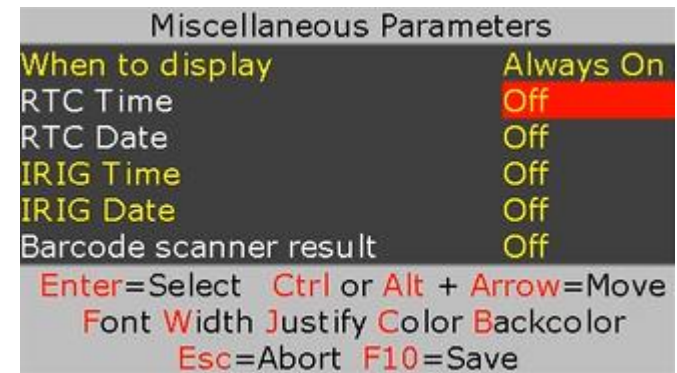 Miscellaneous Parameters
When to display Always On
RTC Time Off
RTC Date Off
IRIG Time Off
IRIG Date Off
Barcode scanner result Off
Enter=Select Ctrl or Alt + Arrow=Move
Font Width Justify Color Backcolor
Esc=Abort F10=Save